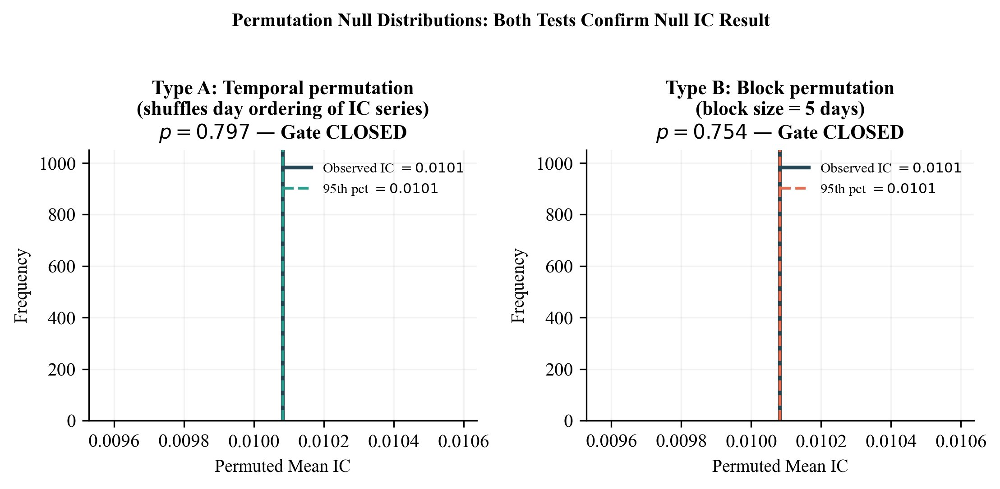 Permutation Null Distributions: Both Tests Confirm Null IC Result
Type A: Temporal permutation
(shuffles day ordering of IC series)
p = 0.797 — Gate CLOSED
1000
800
600
400
200
0
Frequency
Observed IC = 0.0101
95th pct = 0.0101
0.0096 0.0098 0.0100 0.0102 0.0104 0.0106
Permuted Mean IC
Type B: Block permutation
(block size = 5 days)
p = 0.754 — Gate CLOSED
1000
800
600
400
200
0
Frequency
Observed IC = 0.0101
95th pct = 0.0101
0.0096 0.0098 0.0100 0.0102 0.0104 0.0106
Permuted Mean IC